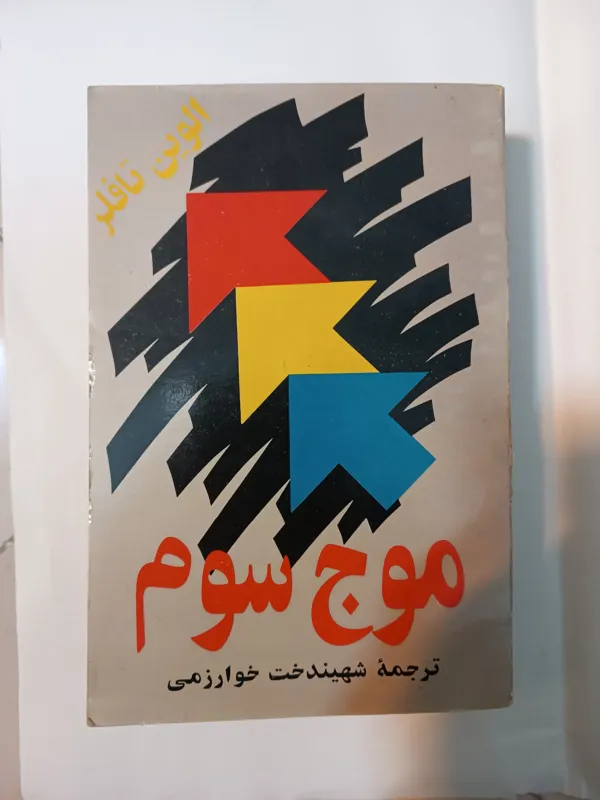 الوین تافلر
موج سوم
ترجمهٔ شهیندخت خوارزمی